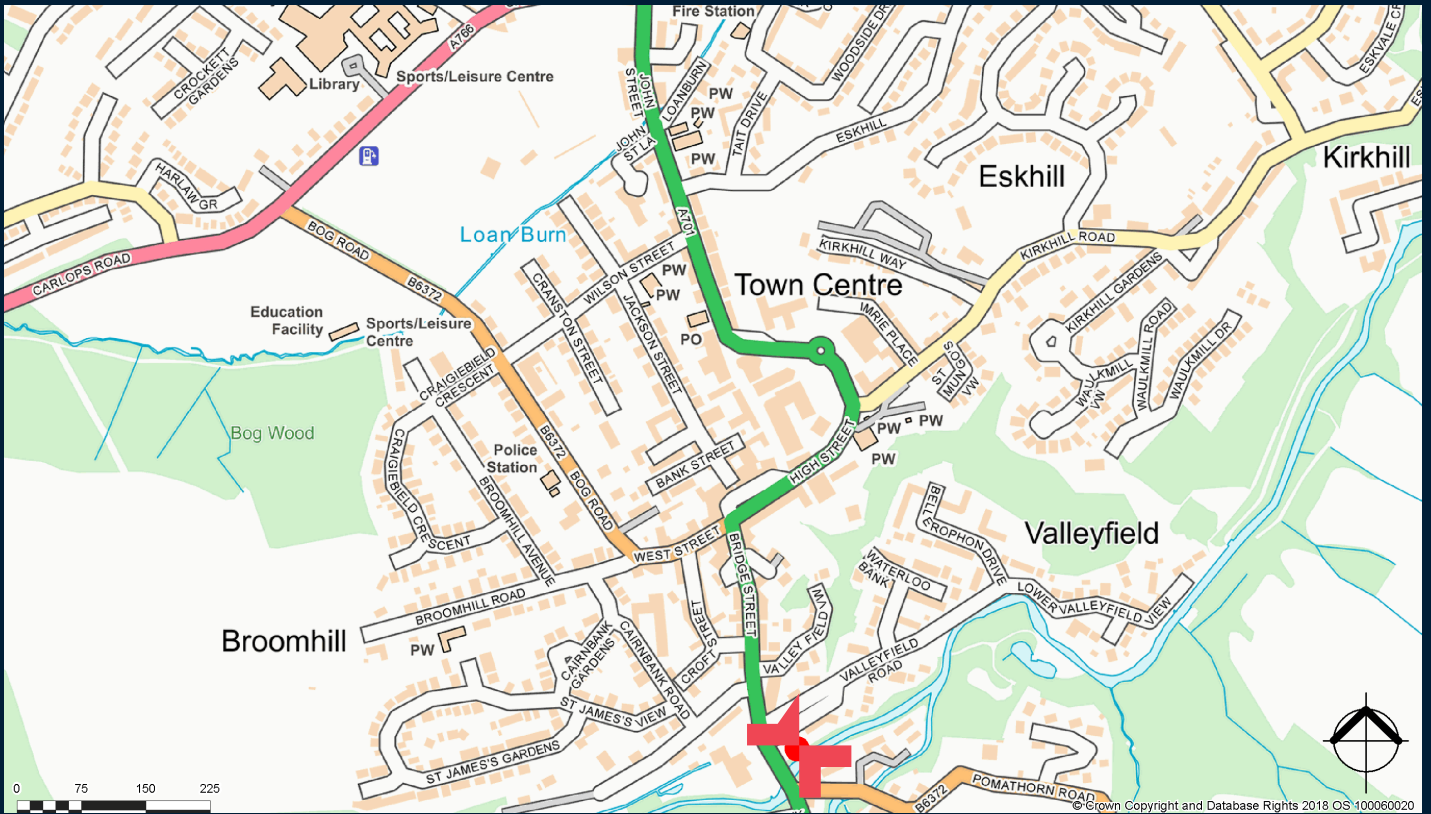 Fire Station
A766
CROCKETT
GARDENS
Library
Sports/Leisure Centre
JOHN
STREET
LOANBURN
WOODSIDE DR
PW
PW
PW
JOHN
ST LA
TAIT DRIVE
ESKHILL
Eskhill
Kirkhill
HARLAW GR
A701
BOG ROAD
Loan Burn
KIRKHILL ROAD
KIRKHILL WAY
CARLOPS ROAD
B6372
WILSON STREET
PW
PW
Town Centre
KIRKHILL GARDENS
CRANSTON STREET
JACKSON STREET
IMRIE PLACE
Education
Facility
Sports/Leisure
Centre
PO
WAULKMILL ROAD
WAULKMILL DR
WAULKMILL
VW
CRAIGIEBIELD
CRESCENT
Bog Wood
CRAIGIEBIELD CRESCENT
B6372
BOG ROAD
Police
Station
BROOMHILL AVENUE
BANK STREET
HIGH STREET
PW
PW
PW
BELLEROPHON DRIVE
Valleyfield
WEST STREET
BRIDGE STREET
WATERLOO
BANK
LOWER VALLEYFIELD VIEW
BROOMHILL ROAD
Broomhill
PW
CAIRNBANK
GARDENS
CAIRNBANK ROAD
CROFT STREET
VALLEY FIELD VW
VALLEYFIELD
ROAD
ST JAMES'S VIEW
ST JAMES'S GARDENS
B6372
POMATHORN ROAD
0 75 150 225
© Crown Copyright and Database Rights 2018 OS 100060020